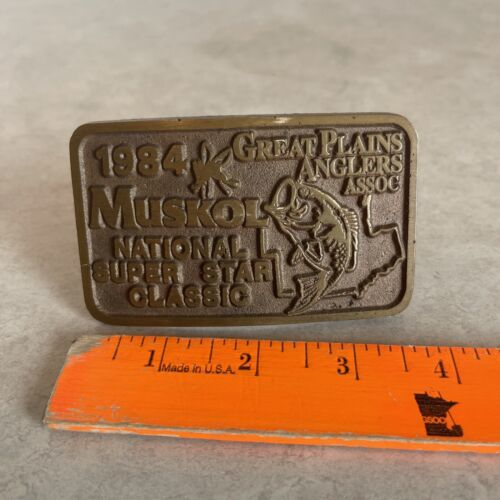 1984
MUSKOL
NATIONAL
SUPER STAR
CLASSIC
GREAT PLAINS
ANGLERS
ASSOC
1 2 3 4
Made in U.S.A.